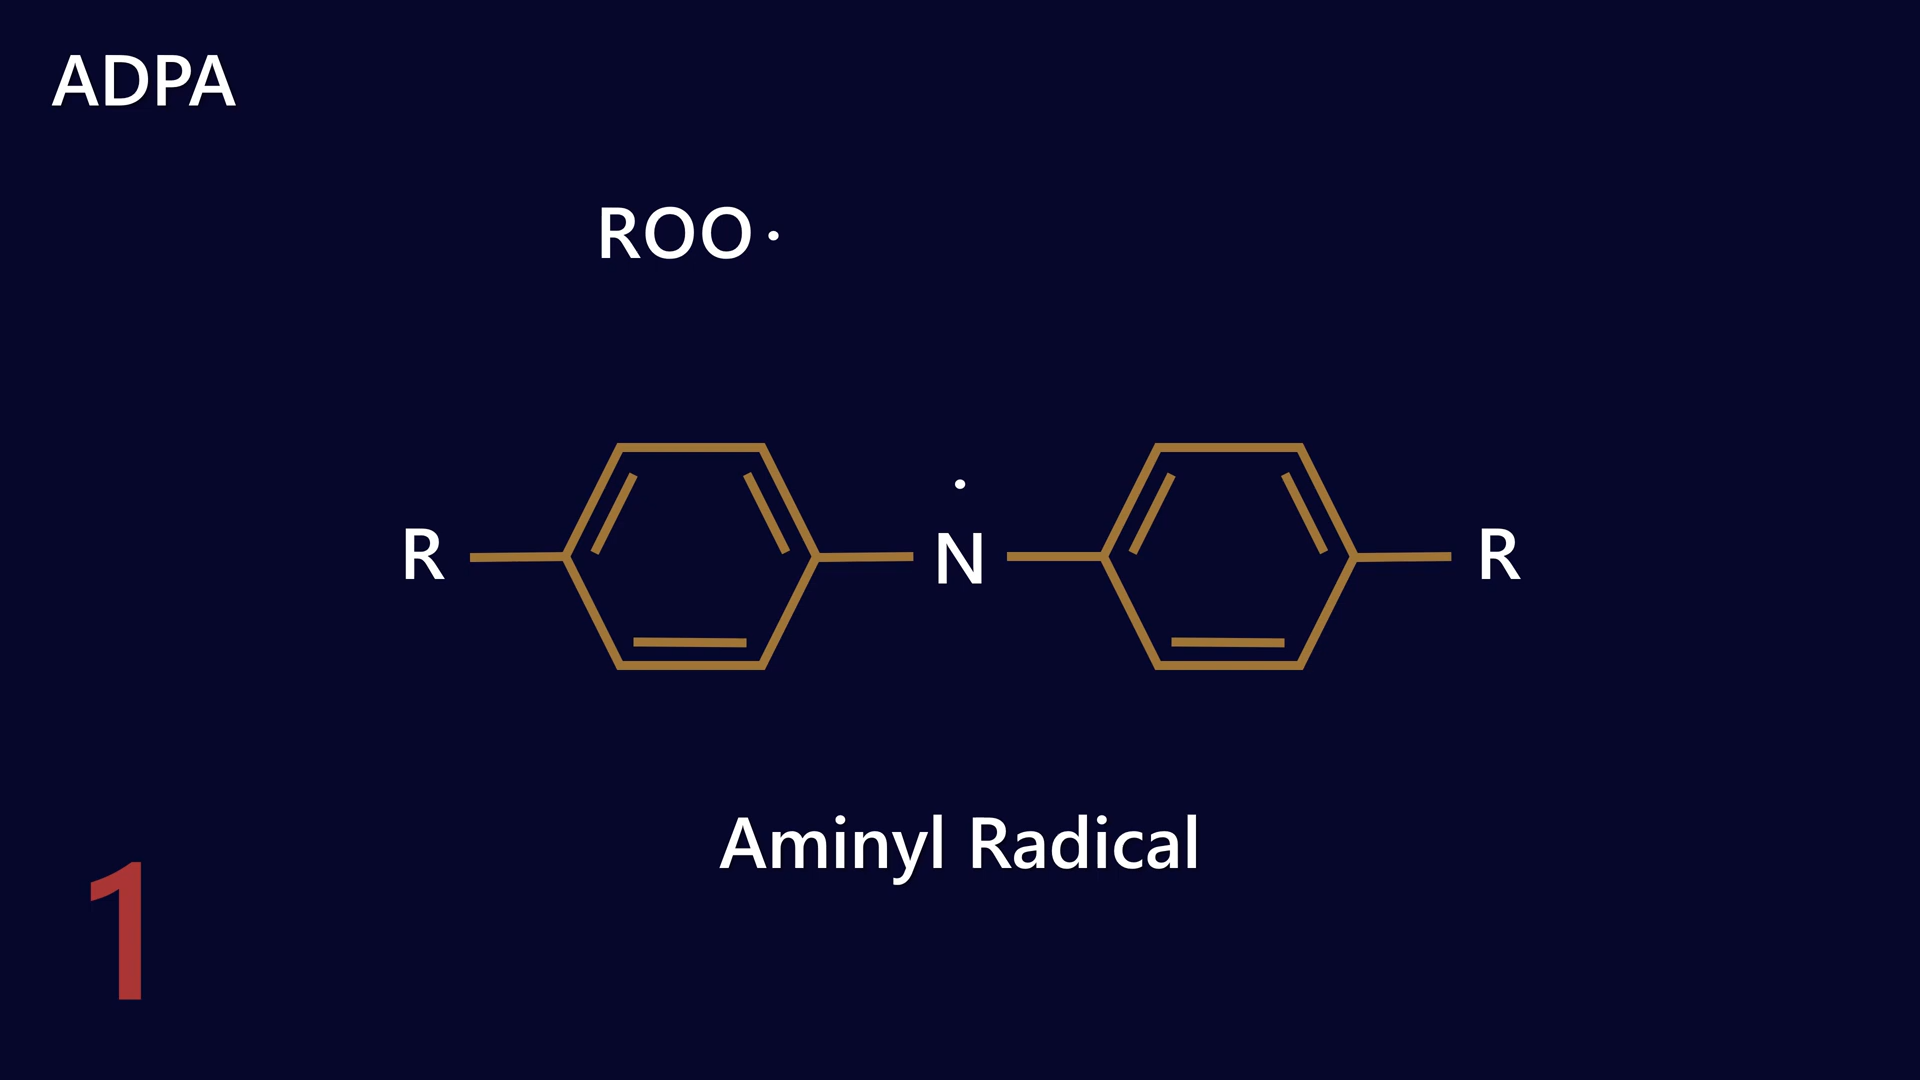 ADPA
ROO·
·
R N R
Aminyl Radical
1